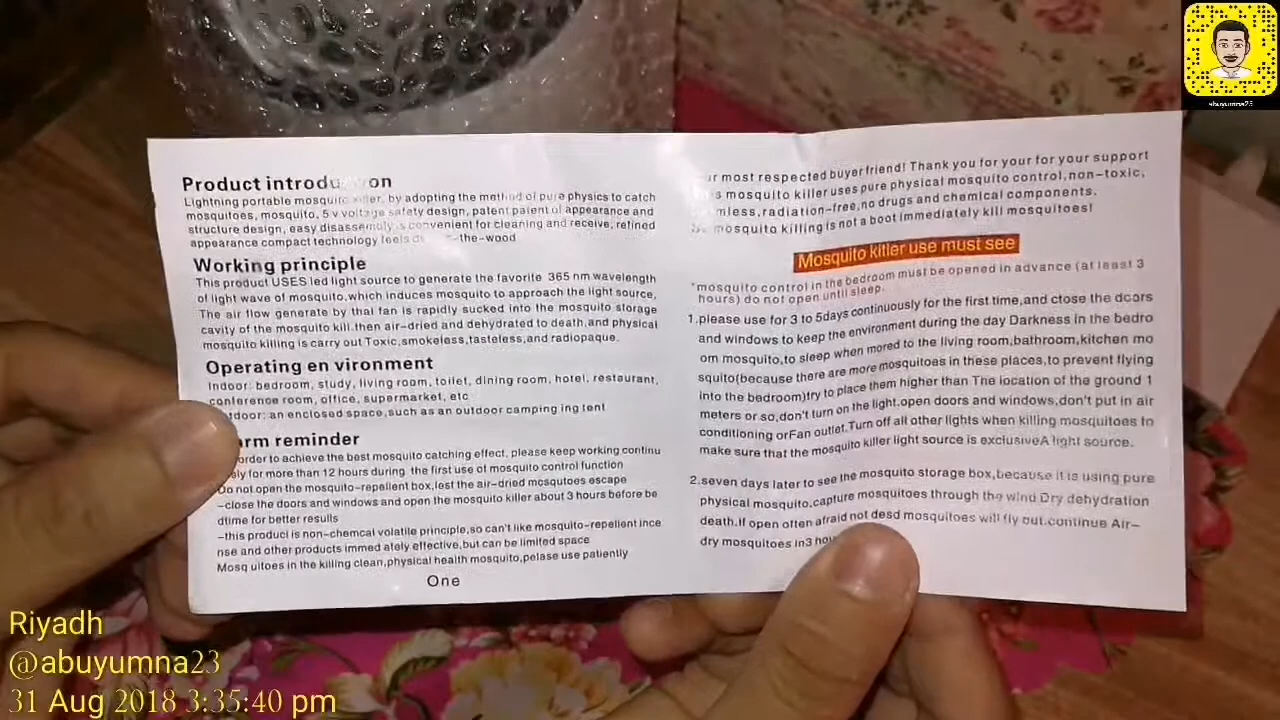 Product introdu on
Lightning portable mosquito killer, by adopting the method of pure physics to catch
mosquitoes, mosquito, 5v voltage safety design, patent patent of appearance and
structure design, easy disassembly is convenient for cleaning and receive, refined
appearance compact technology feels the-wood
Working principle
This product USES led light source to generate the favorite 365 nm wavelength
of light wave of mosquito,which induces mosquito to approach the light source,
The air flow generate by thai fan is rapidly sucked into the mosquito storage
cavity of the mosquito kill.then air-dried and dehydrated to death,and physical
mosquito killing is carry out Toxic,smokeless,tasteless,and radiopaque.
Operating en vironment
Indoor: bedroom, study, living room, toilet, dining room, hotel, restaurant,
conference room, office, supermarket, etc
tdoor: an enclosed space,such as an outdoor camping ing tent
orm reminder
order to achieve the best mosquito catching effect, please keep working continu
sly for more than 12 hours during the first use of mosquito control function
Do not open the mosquito-repellent box,lest the air-dried mosqutoes escape
-close the doors and windows and open the mosquito killer about 3 hours before be
dtime for better results
-this producl is non-chemcal volatile principle,so can't like mosquito-repelient ince
nse and other products immed ately effective,but can be limited space
Mosq uitoes in the killing clean,physical health mosquito,pelase use patiently
One
ur most respected buyer friend! Thank you for your for your support
s mosquito killer uses pure physical mosquito control,non-toxic,
mless,radiation-free,no drugs and chemical components.
mosquito killing is not a boot immediately kill mosquitoes!
Mosquito killer use must see
*mosquito control in the bedroom must be opened in advance (at least 3
hours) do not open until sleep.
1.please use for 3 to 5days continuously for the first time,and ctose the dcors
and windows to keep the environment during the day Darkness in the bedro
om mosquito,to sleep when mored to the living room,bathroom,kitchen mo
squito(because there are more mosquitoes in these places,to prevent flying
into the bedroom)try to place them higher than The location of the ground 1
meters or so,don't turn on the light.open doors and windows,don't put in air
conditioning orFan outlet.Turn off all other lights when killing mosquitoes to
make sure that the mosquito killer light source is exclusiveA light source.
2.seven days later to see the mosquito storage box,because it is using pure
physical mosquito.capture mosquitoes through the wind Dry dehydration
death.if open often afraid not desd mosquitoes will fly out.continue Air-
dry mosquitoes in3 hou
abuyumna23
Riyadh
@abuyumna23
31 Aug 2018 3:35:40 pm